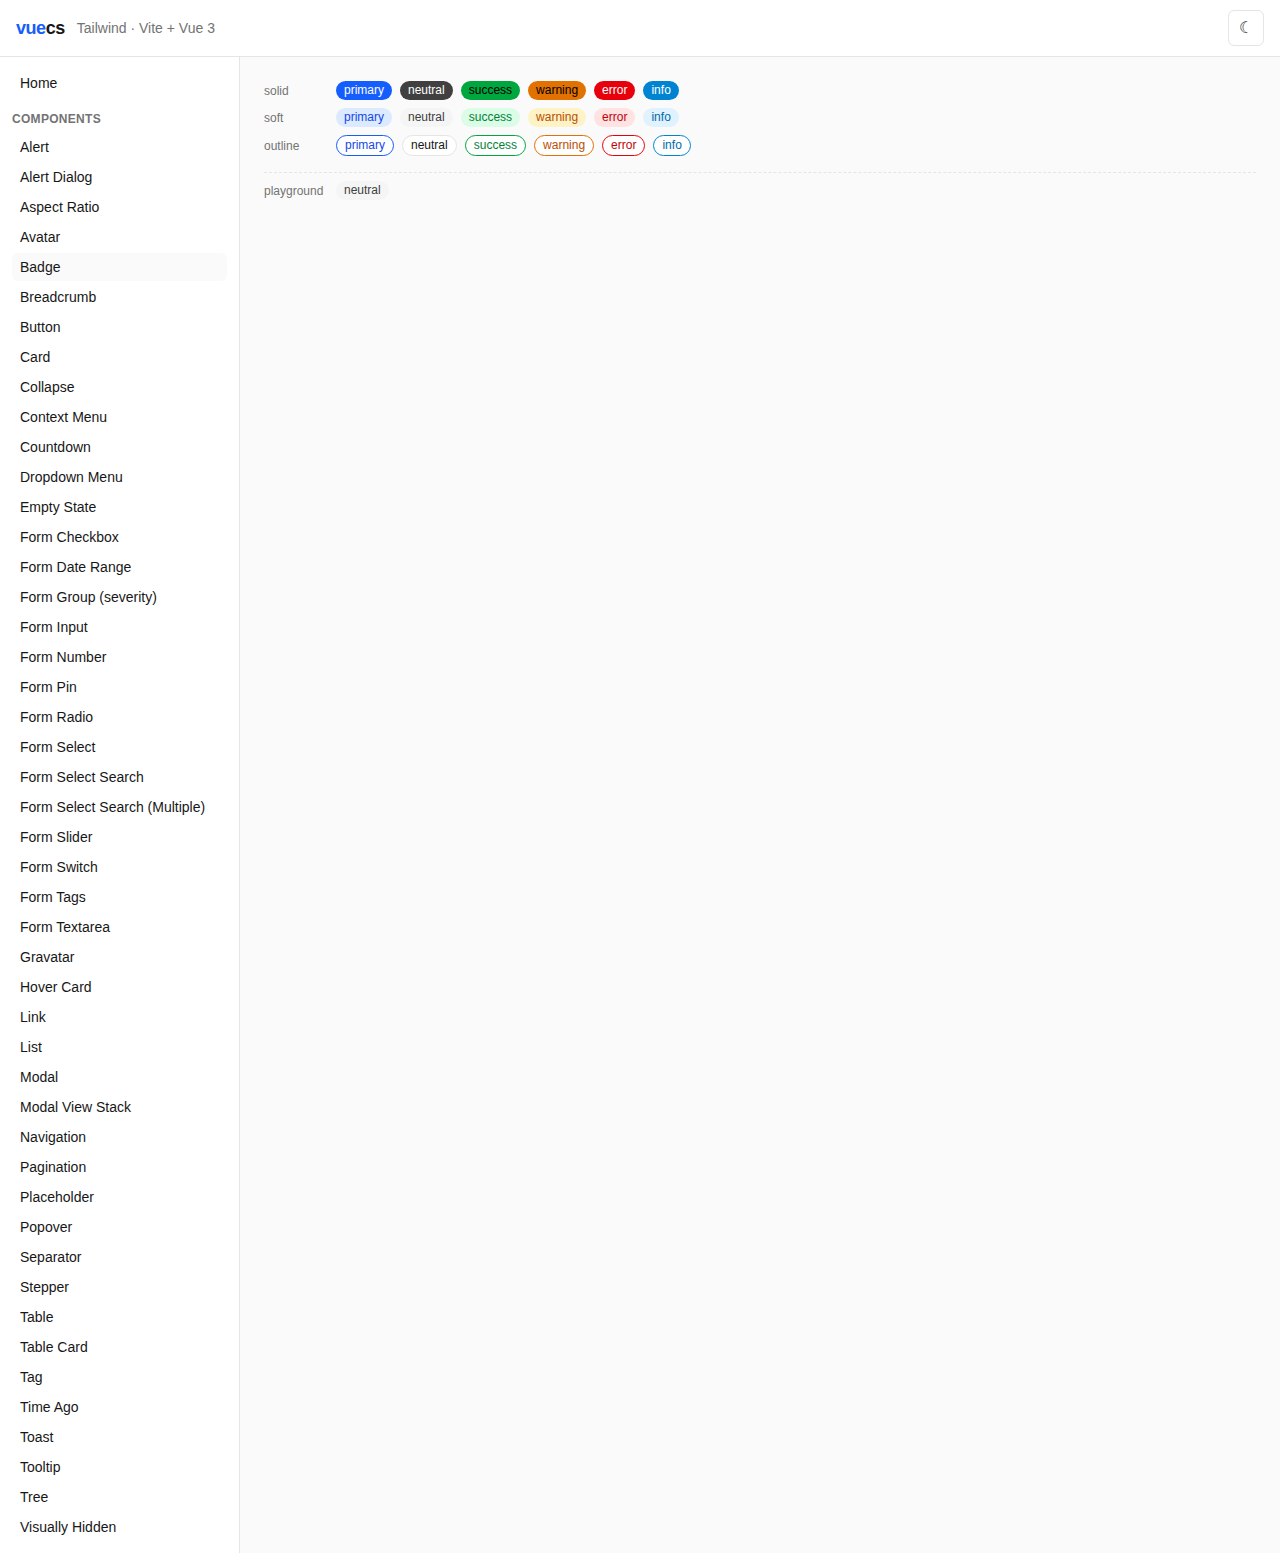 vuecs Tailwind · Vite + Vue 3
Home
COMPONENTS
Alert
Alert Dialog
Aspect Ratio
Avatar
Badge
Breadcrumb
Button
Card
Collapse
Context Menu
Countdown
Dropdown Menu
Empty State
Form Checkbox
Form Date Range
Form Group (severity)
Form Input
Form Number
Form Pin
Form Radio
Form Select
Form Select Search
Form Select Search (Multiple)
Form Slider
Form Switch
Form Tags
Form Textarea
Gravatar
Hover Card
Link
List
Modal
Modal View Stack
Navigation
Pagination
Placeholder
Popover
Separator
Stepper
Table
Table Card
Tag
Time Ago
Toast
Tooltip
Tree
Visually Hidden
solid primary neutral success warning error info
soft primary neutral success warning error info
outline primary neutral success warning error info
playground neutral